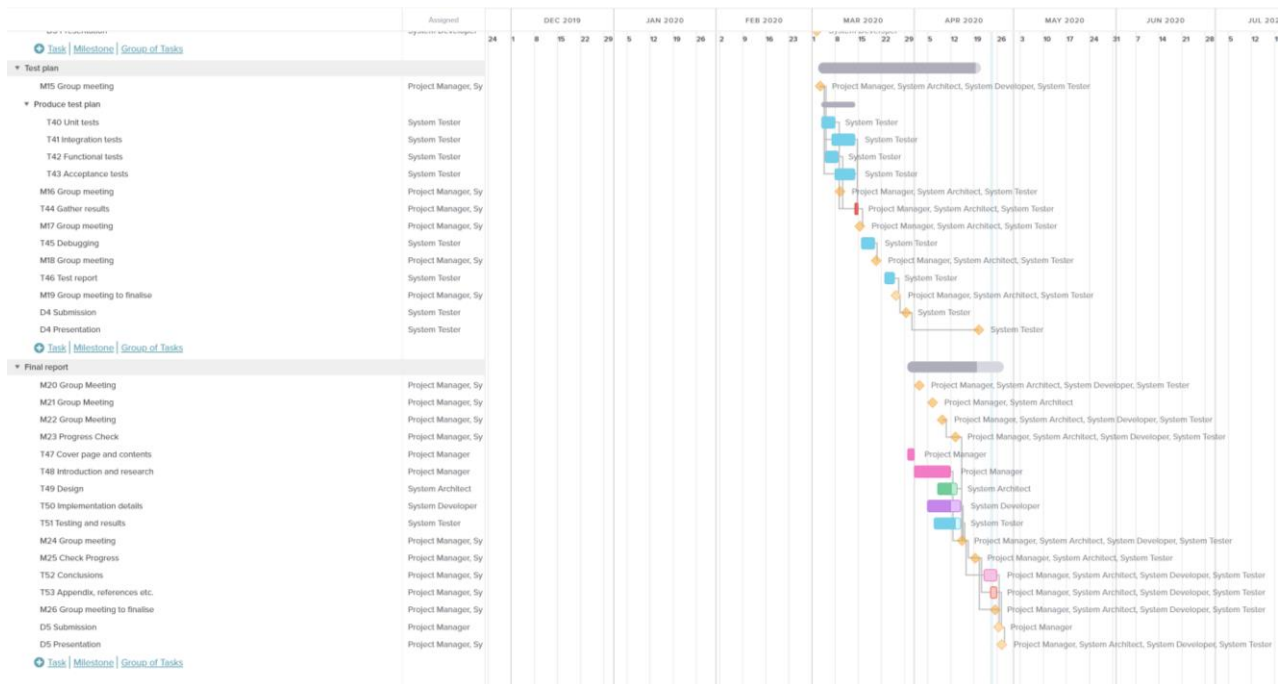 Assigned DEC 2019 JAN 2020 FEB 2020 MAR 2020 APR 2020 MAY 2020 JUN 2020 JUL
24 1 8 15 22 29 5 12 19 26 2 9 16 23 1 8 15 22 29 5 12 19 26 3 10 17 24 31 7 14 21 28 5 12
Task | Milestone | Group of Tasks
Test plan
M15 Group meeting Project Manager, Sy Project Manager, System Architect, System Developer, System Tester
Produce test plan
T40 Unit tests System Tester System Tester
T41 Integration tests System Tester System Tester
T42 Functional tests System Tester System Tester
T43 Acceptance tests System Tester System Tester
M16 Group meeting Project Manager, Sy Project Manager, System Architect, System Tester
T44 Gather results Project Manager, Sy Project Manager, System Architect, System Tester
M17 Group meeting Project Manager, Sy Project Manager, System Architect, System Tester
T45 Debugging System Tester System Tester
M18 Group meeting Project Manager, Sy Project Manager, System Architect, System Tester
T46 Test report System Tester System Tester
M19 Group meeting to finalise Project Manager, Sy Project Manager, System Architect, System Tester
D4 Submission System Tester System Tester
D4 Presentation System Tester System Tester
Task | Milestone | Group of Tasks
Final report
M20 Group Meeting Project Manager, Sy Project Manager, System Architect, System Developer, System Tester
M21 Group Meeting Project Manager, Sy Project Manager, System Architect
M22 Group Meeting Project Manager, Sy Project Manager, System Architect, System Developer, System Tester
M23 Progress Check Project Manager, Sy Project Manager, System Architect, System Developer, System Tester
T47 Cover page and contents Project Manager Project Manager
T48 Introduction and research Project Manager Project Manager
T49 Design System Architect System Architect
T50 Implementation details System Developer System Developer
T51 Testing and results System Tester System Tester
M24 Group meeting Project Manager, Sy Project Manager, System Architect, System Developer, System Tester
M25 Check Progress Project Manager, Sy Project Manager, System Architect, System Tester
T52 Conclusions Project Manager, Sy Project Manager, System Architect, System Developer, System Tester
T53 Appendix, references etc. Project Manager, Sy Project Manager, System Architect, System Developer, System Tester
M26 Group meeting to finalise Project Manager, Sy Project Manager, System Architect, System Developer, System Tester
D5 Submission Project Manager Project Manager
D5 Presentation Project Manager, Sy Project Manager, System Architect, System Developer, System Tester
Task | Milestone | Group of Tasks